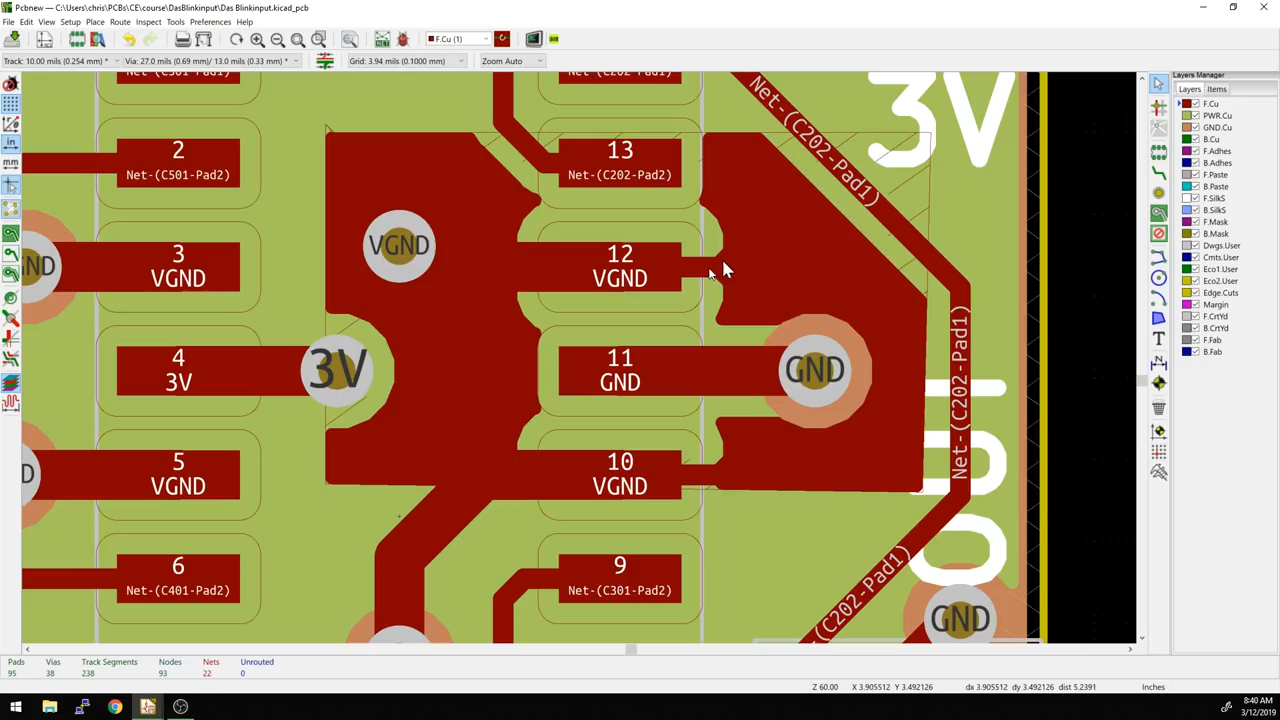 Pcbnew — C:\Users\chris\PCBs\CE\course\DasBlinkinput\Das Blinkinput.kicad_pcb
File Edit View Setup Place Route Inspect Tools Preferences Help
F.Cu (1)
Track: 10.00 mils (0.254 mm) * Via: 27.0 mils (0.69 mm)/ 13.0 mils (0.33 mm) * Grid: 3.94 mils (0.1000 mm) Zoom Auto
in
mm
Net-(C501-Pad2)
Net-(C202-Pad2)
Net-(C202-Pad1)
3V
2
Net-(C501-Pad2)
13
Net-(C202-Pad2)
VGND
3
VGND
12
VGND
4
3V
3V
11
GND
GND
Net-(C202-Pad1)
5
VGND
10
VGND
6
Net-(C401-Pad2)
9
Net-(C301-Pad2)
(C202-Pad1)
GND
Layers Manager
Layers Items
F.Cu
PWR.Cu
GND.Cu
B.Cu
F.Adhes
B.Adhes
F.Paste
B.Paste
F.SilkS
B.SilkS
F.Mask
B.Mask
Dwgs.User
Cmts.User
Eco1.User
Eco2.User
Edge.Cuts
Margin
F.CrtYd
B.CrtYd
F.Fab
B.Fab
Pads Vias Track Segments Nodes Nets Unrouted
95 38 238 93 22 0
Z 60.00 X 3.905512 Y 3.492126 dx 3.905512 dy 3.492126 dist 5.2391 Inches
8:40 AM
3/12/2019